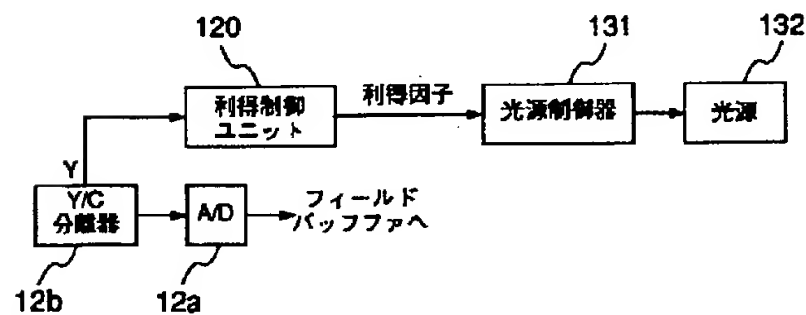 120
131
132
利得制御
ユニット
利得因子
光源制御器
光源
Y
Y/C
分離器
A/D
フィールド
バッフファへ
12b
12a